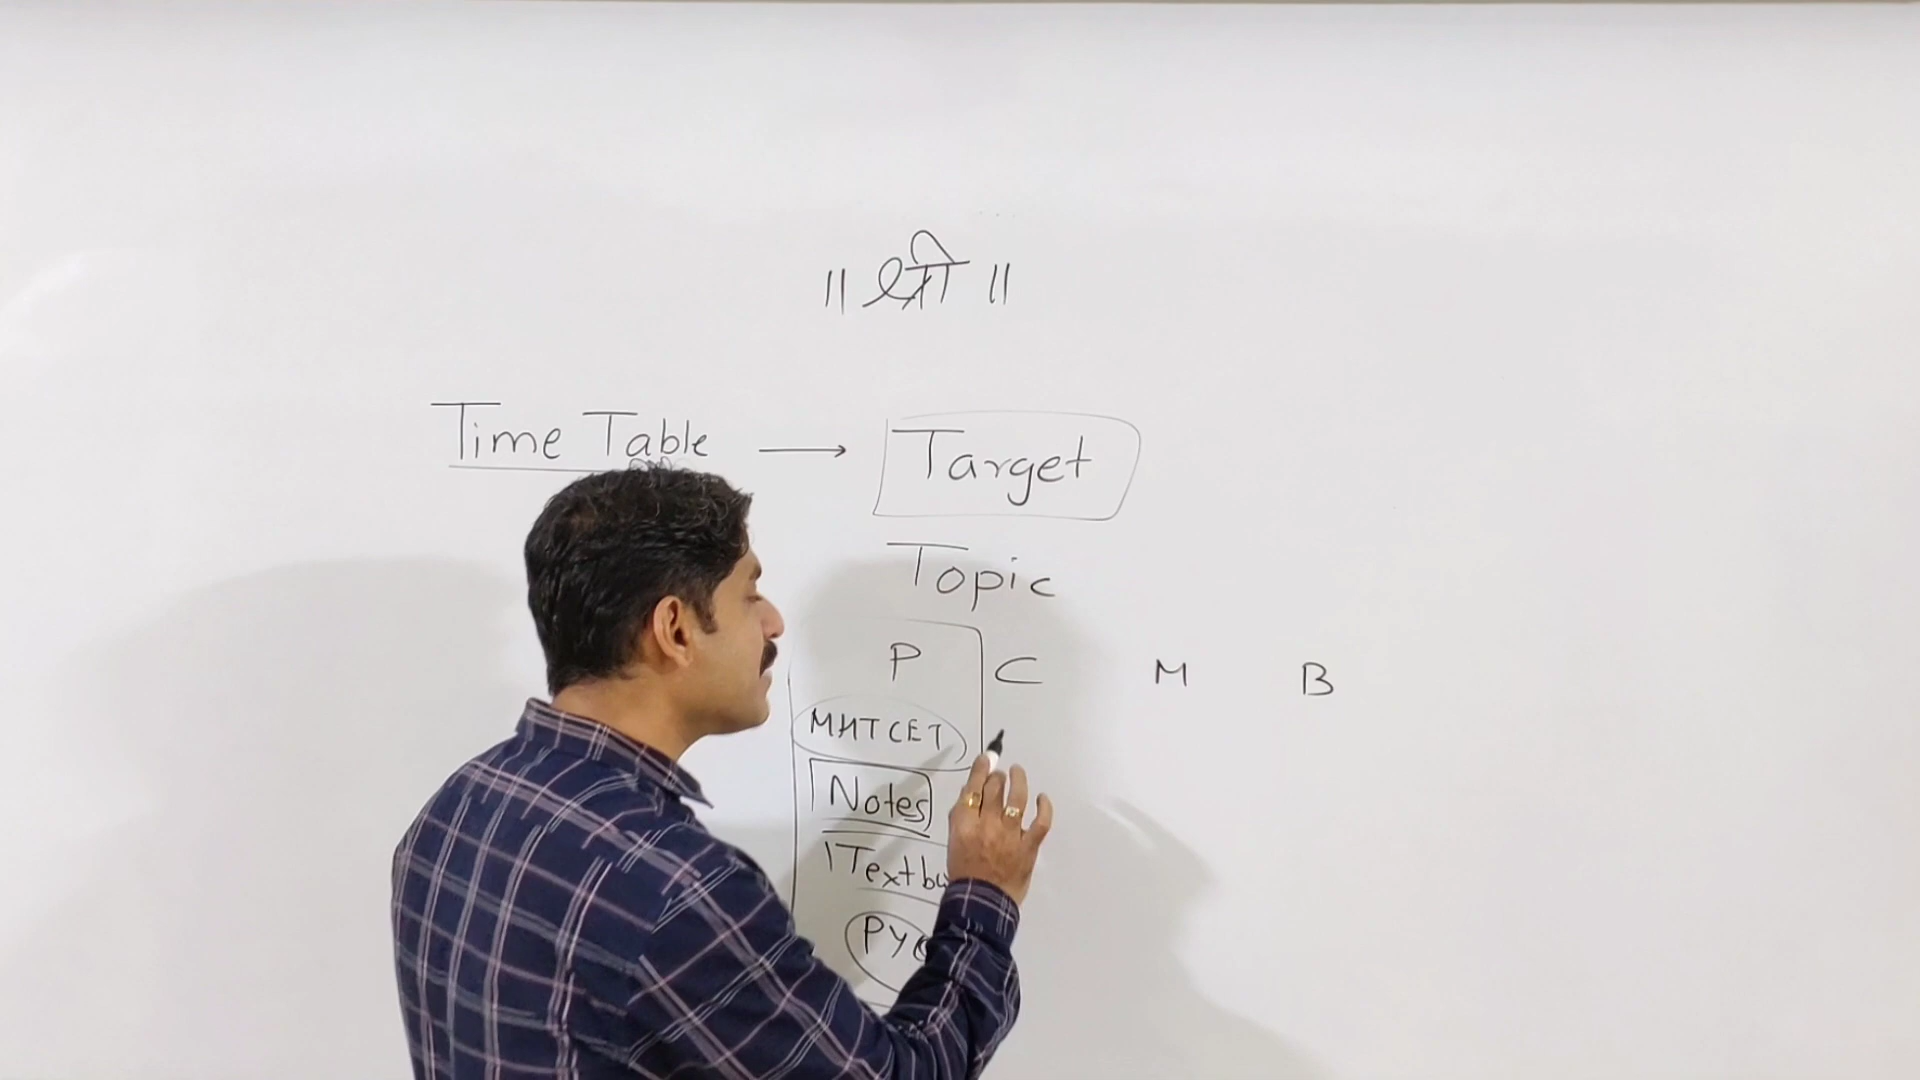 ॥ श्री ॥
Time Table → Target
Topic
P C M B
MHTCET
Notes